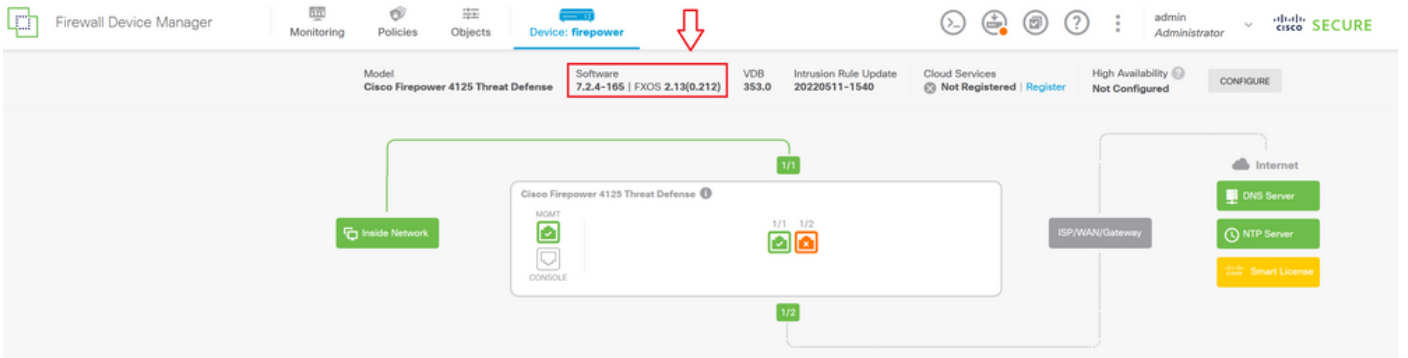 Firewall Device Manager
Monitoring
Policies
Objects
Device: firepower
admin
Administrator
cisco SECURE
Model
Cisco Firepower 4125 Threat Defense
Software
7.2.4-165 | FXOS 2.13(0.212)
VDB
353.0
Intrusion Rule Update
20220511-1540
Cloud Services
Not Registered | Register
High Availability
Not Configured
CONFIGURE
1/1
Internet
Cisco Firepower 4125 Threat Defense
MGMT
CONSOLE
1/1 1/2
Inside Network
ISP/WAN/Gateway
DNS Server
NTP Server
Smart License
1/2